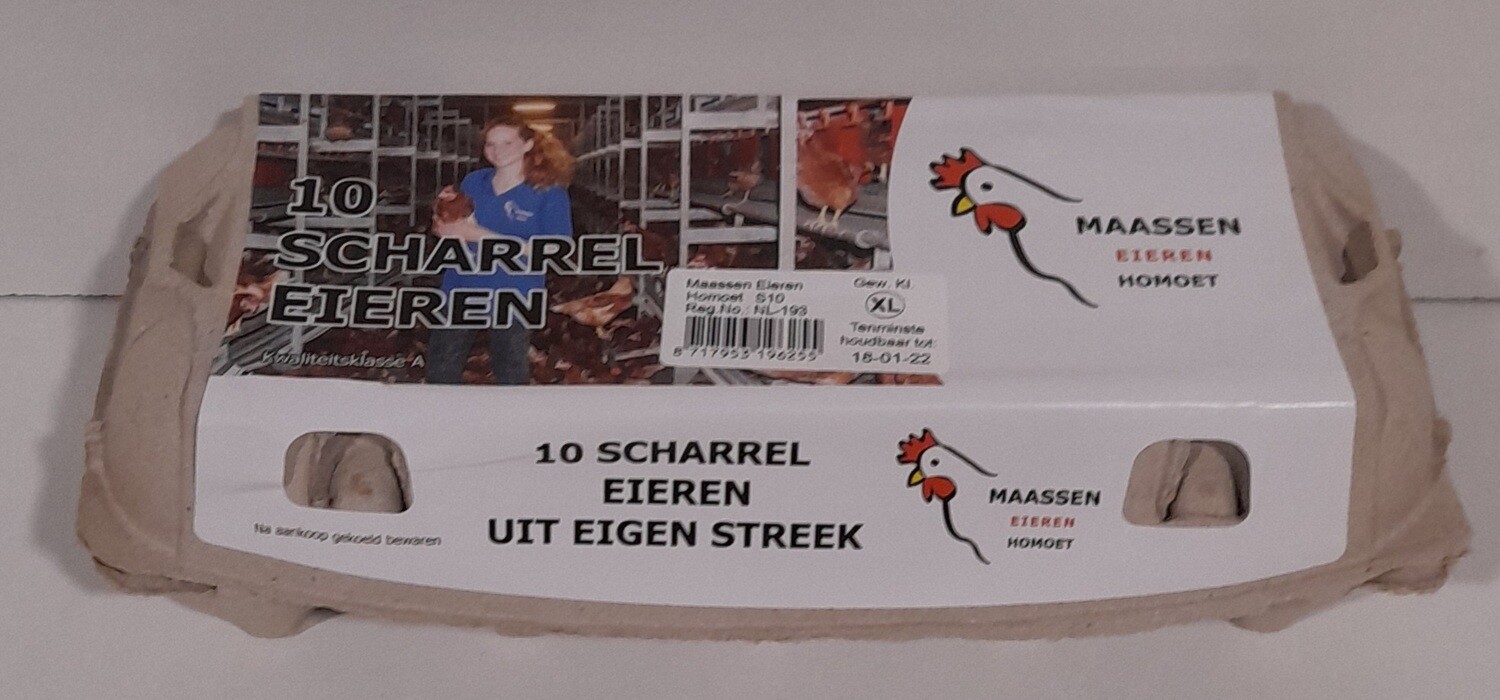 10
SCHARREL
EIEREN
Kwaliteitsklasse A
Maassen Eieren
Homoet S10
Reg.No.: NL-193
8 717953 196255
Gew. Kl.
XL
Tenminste
houdbaar tot:
18-01-22
MAASSEN
EIEREN
HOMOET
10 SCHARREL
EIEREN
UIT EIGEN STREEK
Na aankoop gekoeld bewaren
MAASSEN
EIEREN
HOMOET